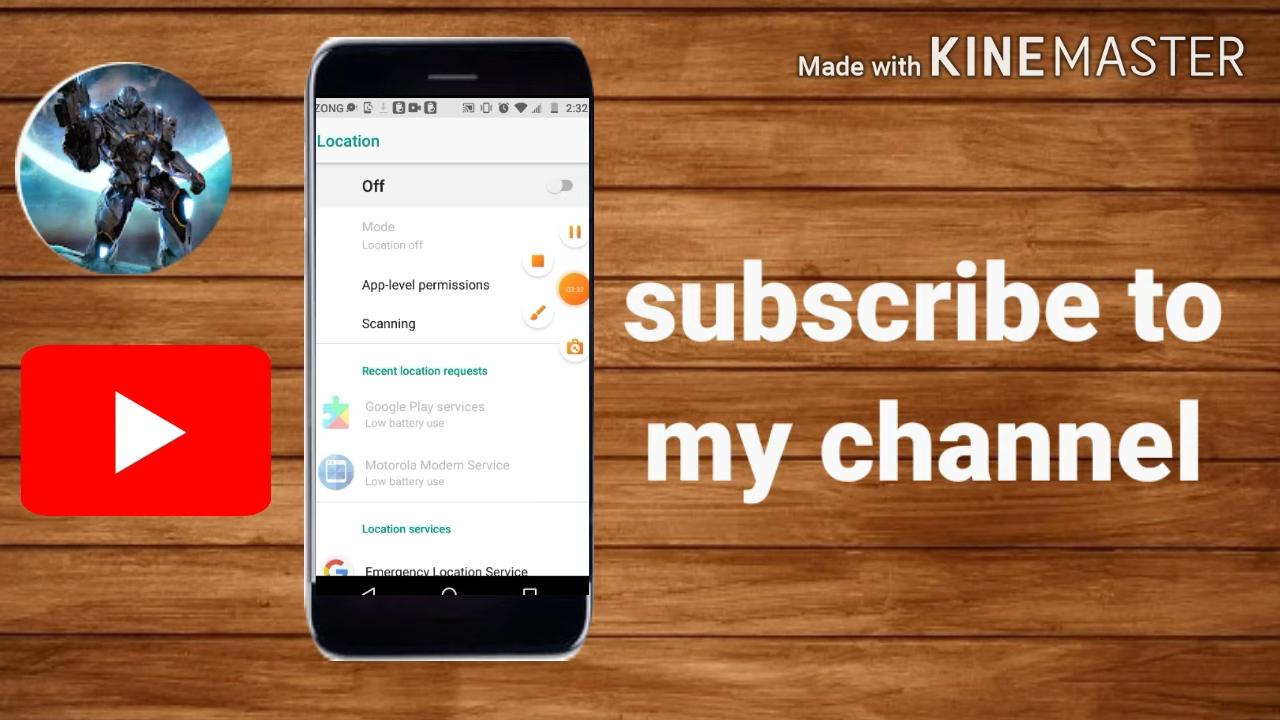 Made with KINEMASTER
ZONG 2:32
Location
Off
Mode
Location off
App-level permissions
03:32
Scanning
Recent location requests
Google Play services
Low battery use
Motorola Modem Service
Low battery use
Location services
Emergency Location Service
subscribe to
my channel